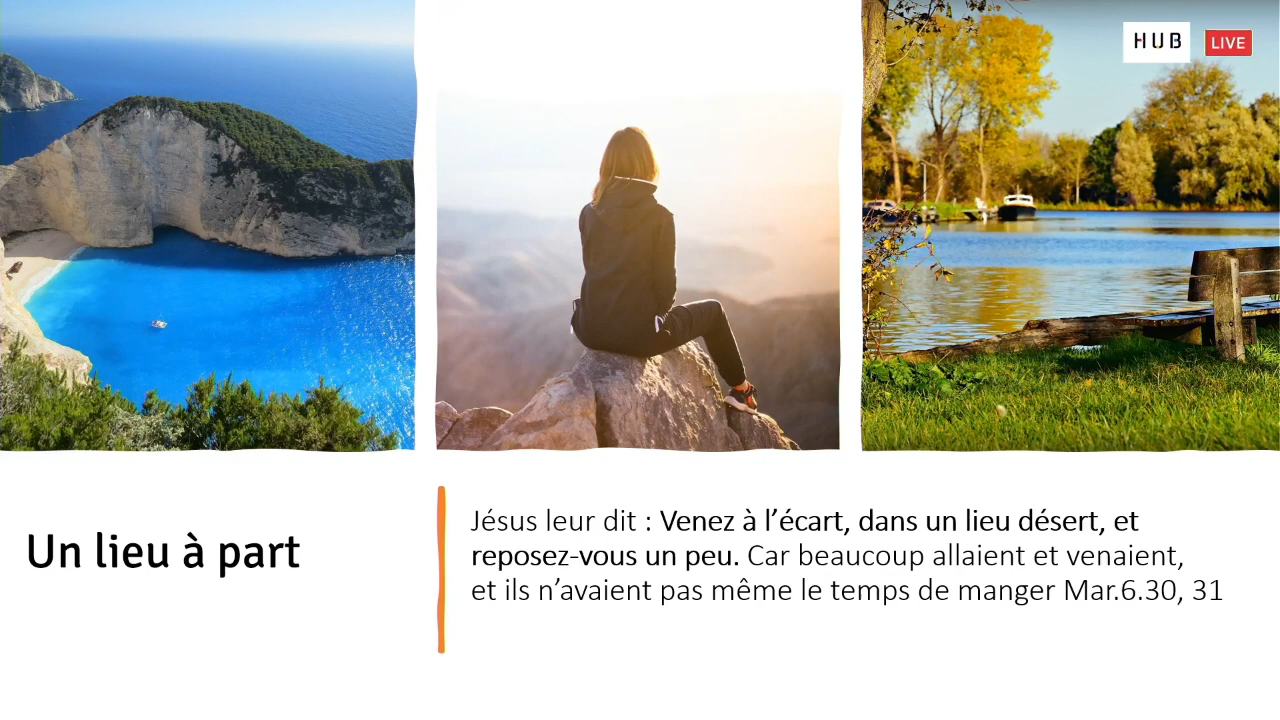 HUB LIVE
Un lieu à part
Jésus leur dit : Venez à l’écart, dans un lieu désert, et
reposez-vous un peu. Car beaucoup allaient et venaient,
et ils n’avaient pas même le temps de manger Mar.6.30, 31